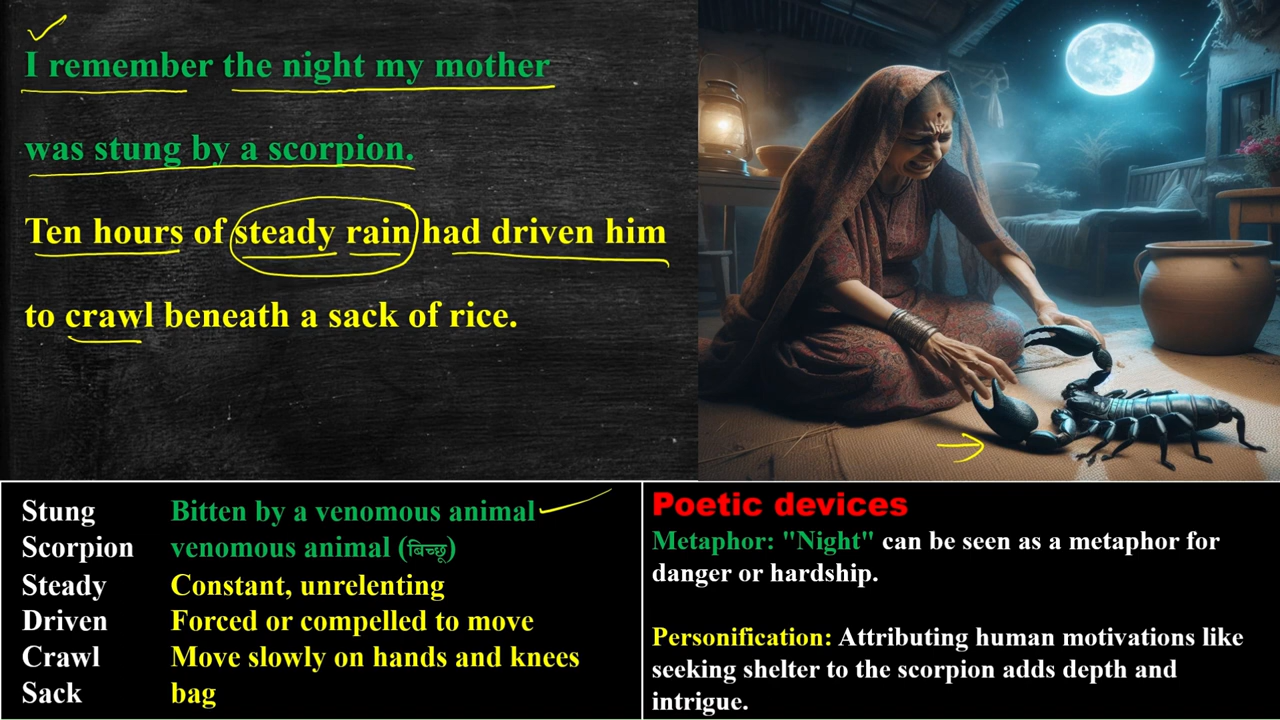 I remember the night my mother
was stung by a scorpion.
Ten hours of steady rain had driven him
to crawl beneath a sack of rice.
Stung Bitten by a venomous animal
Scorpion venomous animal (बिच्छू)
Steady Constant, unrelenting
Driven Forced or compelled to move
Crawl Move slowly on hands and knees
Sack bag
Poetic devices
Metaphor: "Night" can be seen as a metaphor for
danger or hardship.
Personification: Attributing human motivations like
seeking shelter to the scorpion adds depth and
intrigue.